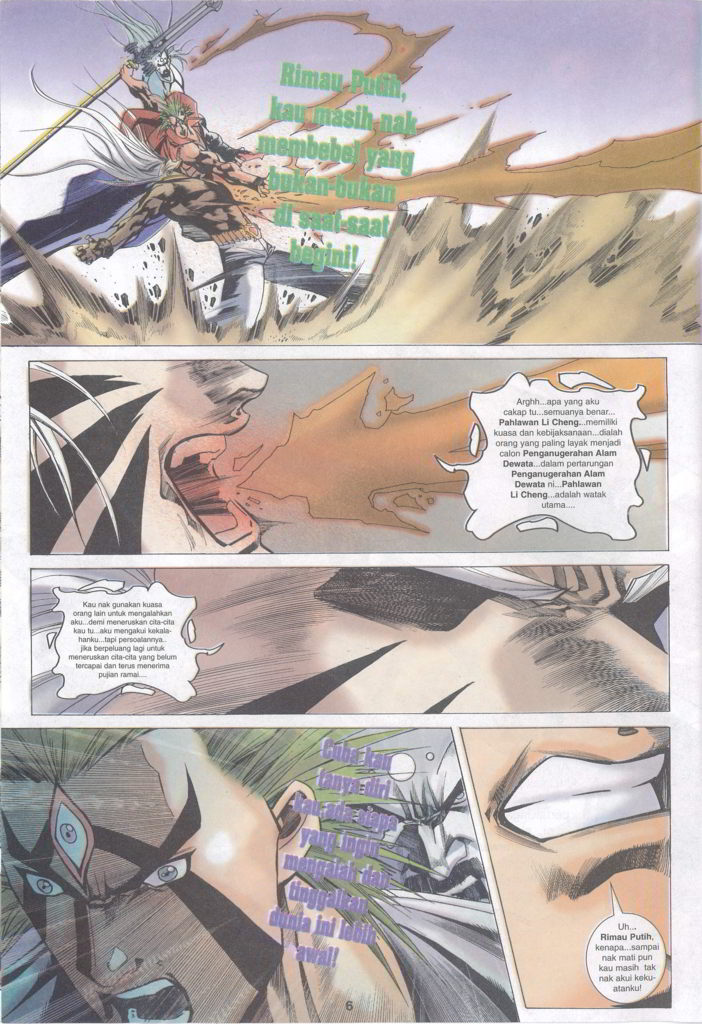 Rimau Putih,
kau masih nak
membebel yang
bukan-bukan
di saat-saat
begini!
Arghh...apa yang aku
cakap tu...semuanya benar...
Pahlawan Li Cheng...memiliki
kuasa dan kebijaksanaan...dialah
orang yang paling layak menjadi
calon Penganugerahan Alam
Dewata...dalam pertarungan
Penganugerahan Alam
Dewata ni...Pahlawan
Li Cheng...adalah watak
utama....
Kau nak gunakan kuasa
orang lain untuk mengalahkan
aku...demi meneruskan cita-cita
kau tu...aku mengakui kekala-
hanku...tapi persoalannya..
jika berpeluang lagi untuk
meneruskan cita-cita yang belum
tercapai dan terus menerima
pujian ramai....
Cuba kau
tanya diri
kau ada siapa
yang ingin
mengalah dan
tinggalkan
dunia ini lebih
awal!
Uh...
Rimau Putih,
kenapa...sampai
nak mati pun
kau masih tak
nak akui keku-
atanku!
6